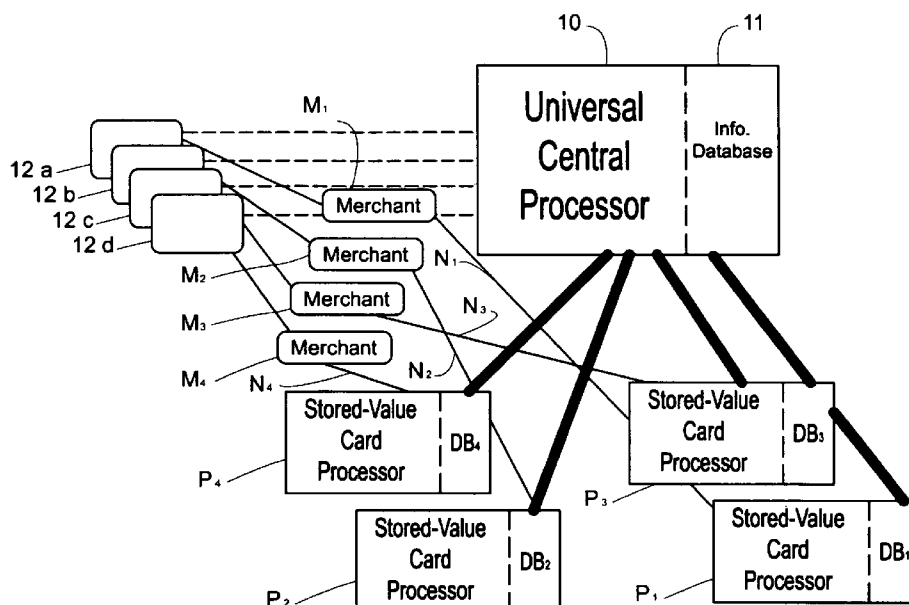 10
11
M1
Universal
Central
Processor
Info.
Database
12 a
12 b
12 c
12 d
Merchant
M2
Merchant
N1
M3
Merchant
N3
M4
Merchant
N2
N4
Stored-Value
Card
Processor
DB4
Stored-Value
Card
Processor
DB3
P4
P3
Stored-Value
Card
Processor
DB2
Stored-Value
Card
Processor
DB1
P2
P1